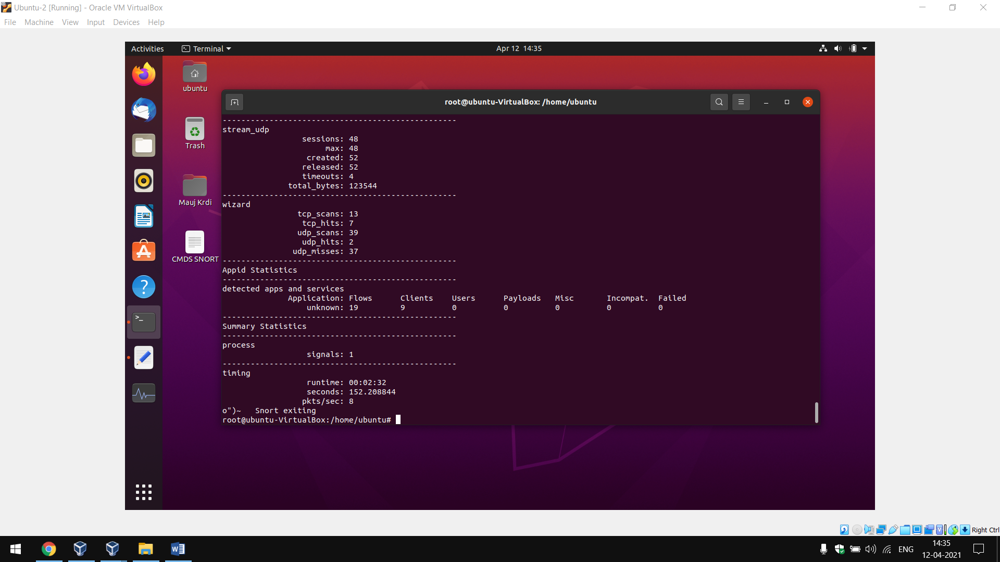 Ubuntu-2 [Running] - Oracle VM VirtualBox
File Machine View Input Devices Help
Activities Terminal Apr 12 14:35
ubuntu
Trash
Mauj Krdi
CMDS SNORT
root@ubuntu-VirtualBox: /home/ubuntu
--------------------------------------------------
stream_udp
sessions: 48
max: 48
created: 52
released: 52
timeouts: 4
total_bytes: 123544
--------------------------------------------------
wizard
tcp_scans: 13
tcp_hits: 7
udp_scans: 39
udp_hits: 2
udp_misses: 37
--------------------------------------------------
Appid Statistics
--------------------------------------------------
detected apps and services
Application: Flows Clients Users Payloads Misc Incompat. Failed
unknown: 19 9 0 0 0 0 0
--------------------------------------------------
Summary Statistics
--------------------------------------------------
process
signals: 1
--------------------------------------------------
timing
runtime: 00:02:32
seconds: 152.208844
pkts/sec: 8
o")~ Snort exiting
root@ubuntu-VirtualBox:/home/ubuntu#
Right Ctrl
ENG
14:35
12-04-2021